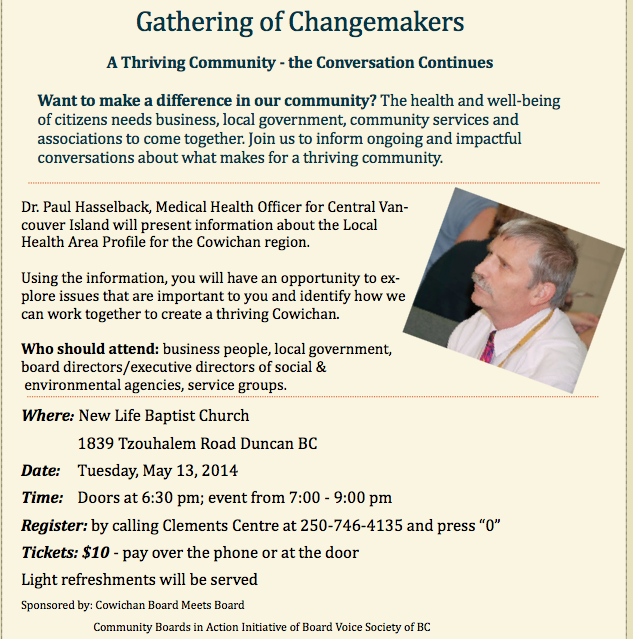 Gathering of Changemakers
A Thriving Community - the Conversation Continues
Want to make a difference in our community? The health and well-being
of citizens needs business, local government, community services and
associations to come together. Join us to inform ongoing and impactful
conversations about what makes for a thriving community.
Dr. Paul Hasselback, Medical Health Officer for Central Van-
couver Island will present information about the Local
Health Area Profile for the Cowichan region.
Using the information, you will have an opportunity to ex-
plore issues that are important to you and identify how we
can work together to create a thriving Cowichan.
Who should attend: business people, local government,
board directors/executive directors of social &
environmental agencies, service groups.
Where: New Life Baptist Church
1839 Tzouhalem Road Duncan BC
Date: Tuesday, May 13, 2014
Time: Doors at 6:30 pm; event from 7:00 - 9:00 pm
Register: by calling Clements Centre at 250-746-4135 and press “0”
Tickets: $10 - pay over the phone or at the door
Light refreshments will be served
Sponsored by: Cowichan Board Meets Board
Community Boards in Action Initiative of Board Voice Society of BC